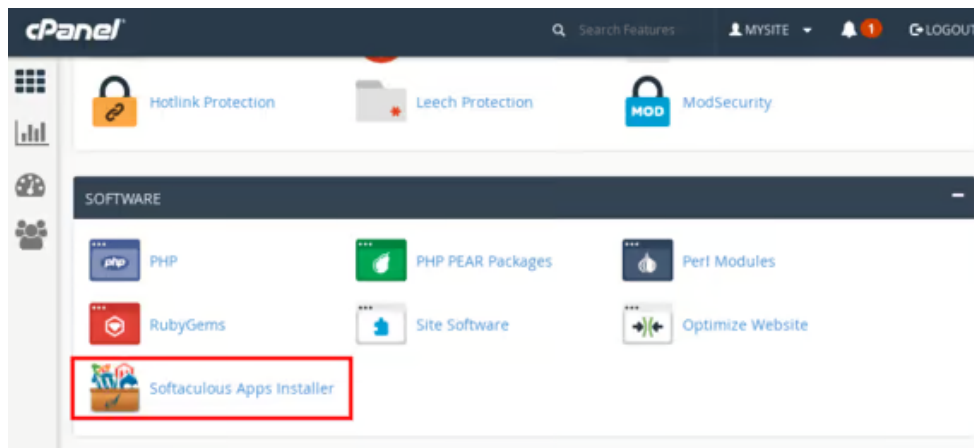 cPanel
Search Features
MYSITE
1
LOGOUT
Hotlink Protection
Leech Protection
MOD
ModSecurity
SOFTWARE
php
PHP
PHP PEAR Packages
Perl Modules
RubyGems
Site Software
Optimize Website
Softaculous Apps Installer